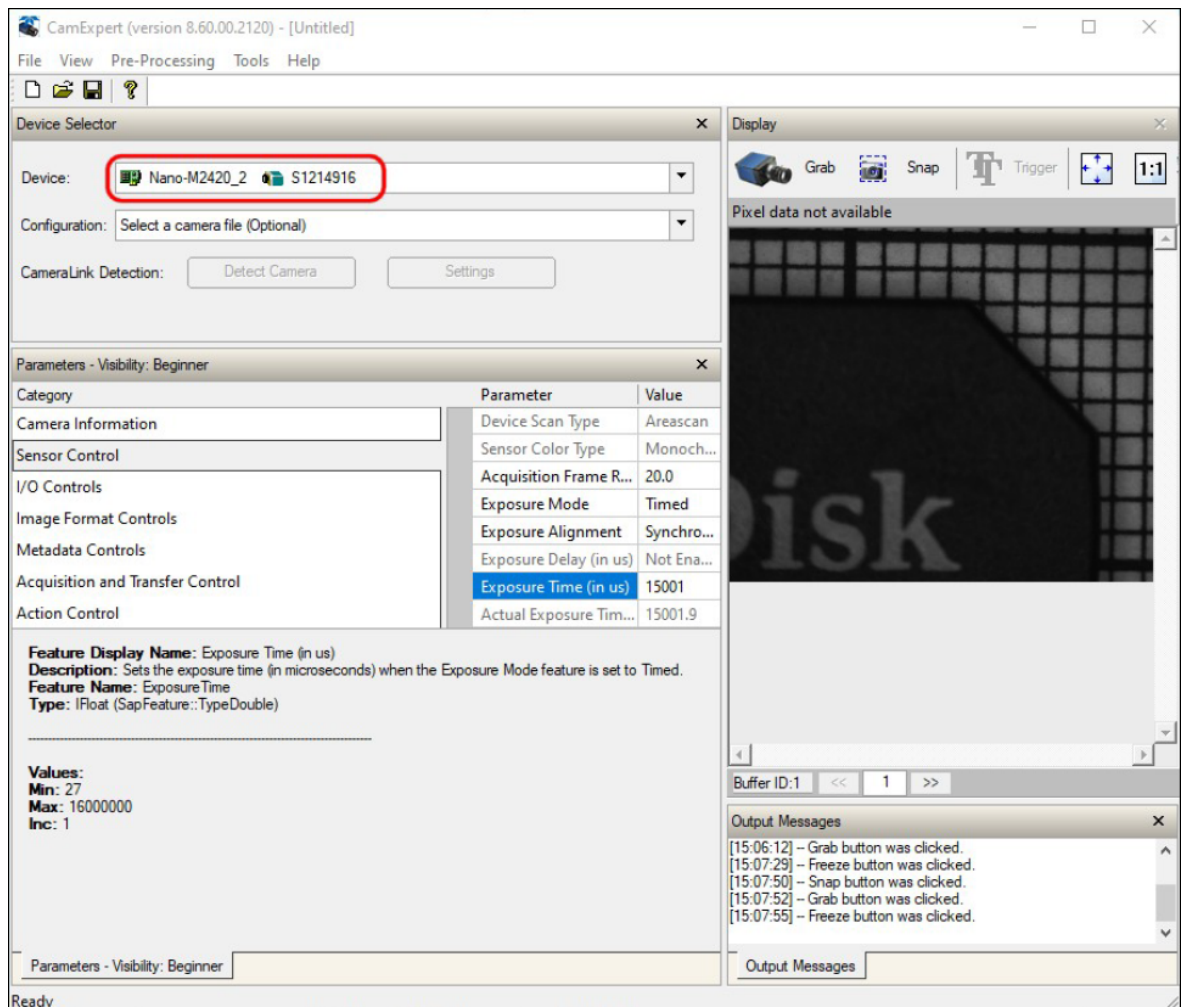 CamExpert (version 8.60.00.2120) - [Untitled]
File View Pre-Processing Tools Help
Device Selector
Device: Nano-M2420_2 S1214916
Configuration: Select a camera file (Optional)
CameraLink Detection: Detect Camera Settings
Parameters - Visibility: Beginner
Category
Camera Information
Sensor Control
I/O Controls
Image Format Controls
Metadata Controls
Acquisition and Transfer Control
Action Control
Parameter Value
Device Scan Type Areascan
Sensor Color Type Monoch...
Acquisition Frame R... 20.0
Exposure Mode Timed
Exposure Alignment Synchro...
Exposure Delay (in us) Not Ena...
Exposure Time (in us) 15001
Actual Exposure Tim... 15001.9
Feature Display Name: Exposure Time (in us)
Description: Sets the exposure time (in microseconds) when the Exposure Mode feature is set to Timed.
Feature Name: ExposureTime
Type: IFloat (SapFeature::TypeDouble)
Values:
Min: 27
Max: 16000000
Inc: 1
Parameters - Visibility: Beginner
Display
Grab Snap Trigger 1:1
Pixel data not available
Disk
Buffer ID:1 << 1 >>
Output Messages
[15:06:12] -- Grab button was clicked.
[15:07:29] -- Freeze button was clicked.
[15:07:50] -- Snap button was clicked.
[15:07:52] -- Grab button was clicked.
[15:07:55] -- Freeze button was clicked.
Output Messages
Ready